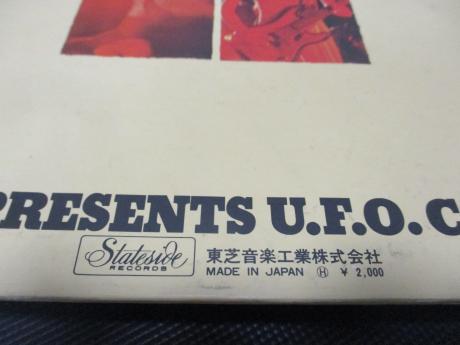 PRESENTS U.F.O. C
Stateside 東芝音楽工業株式会社
RECORDS MADE IN JAPAN Ⓗ ¥ 2,000